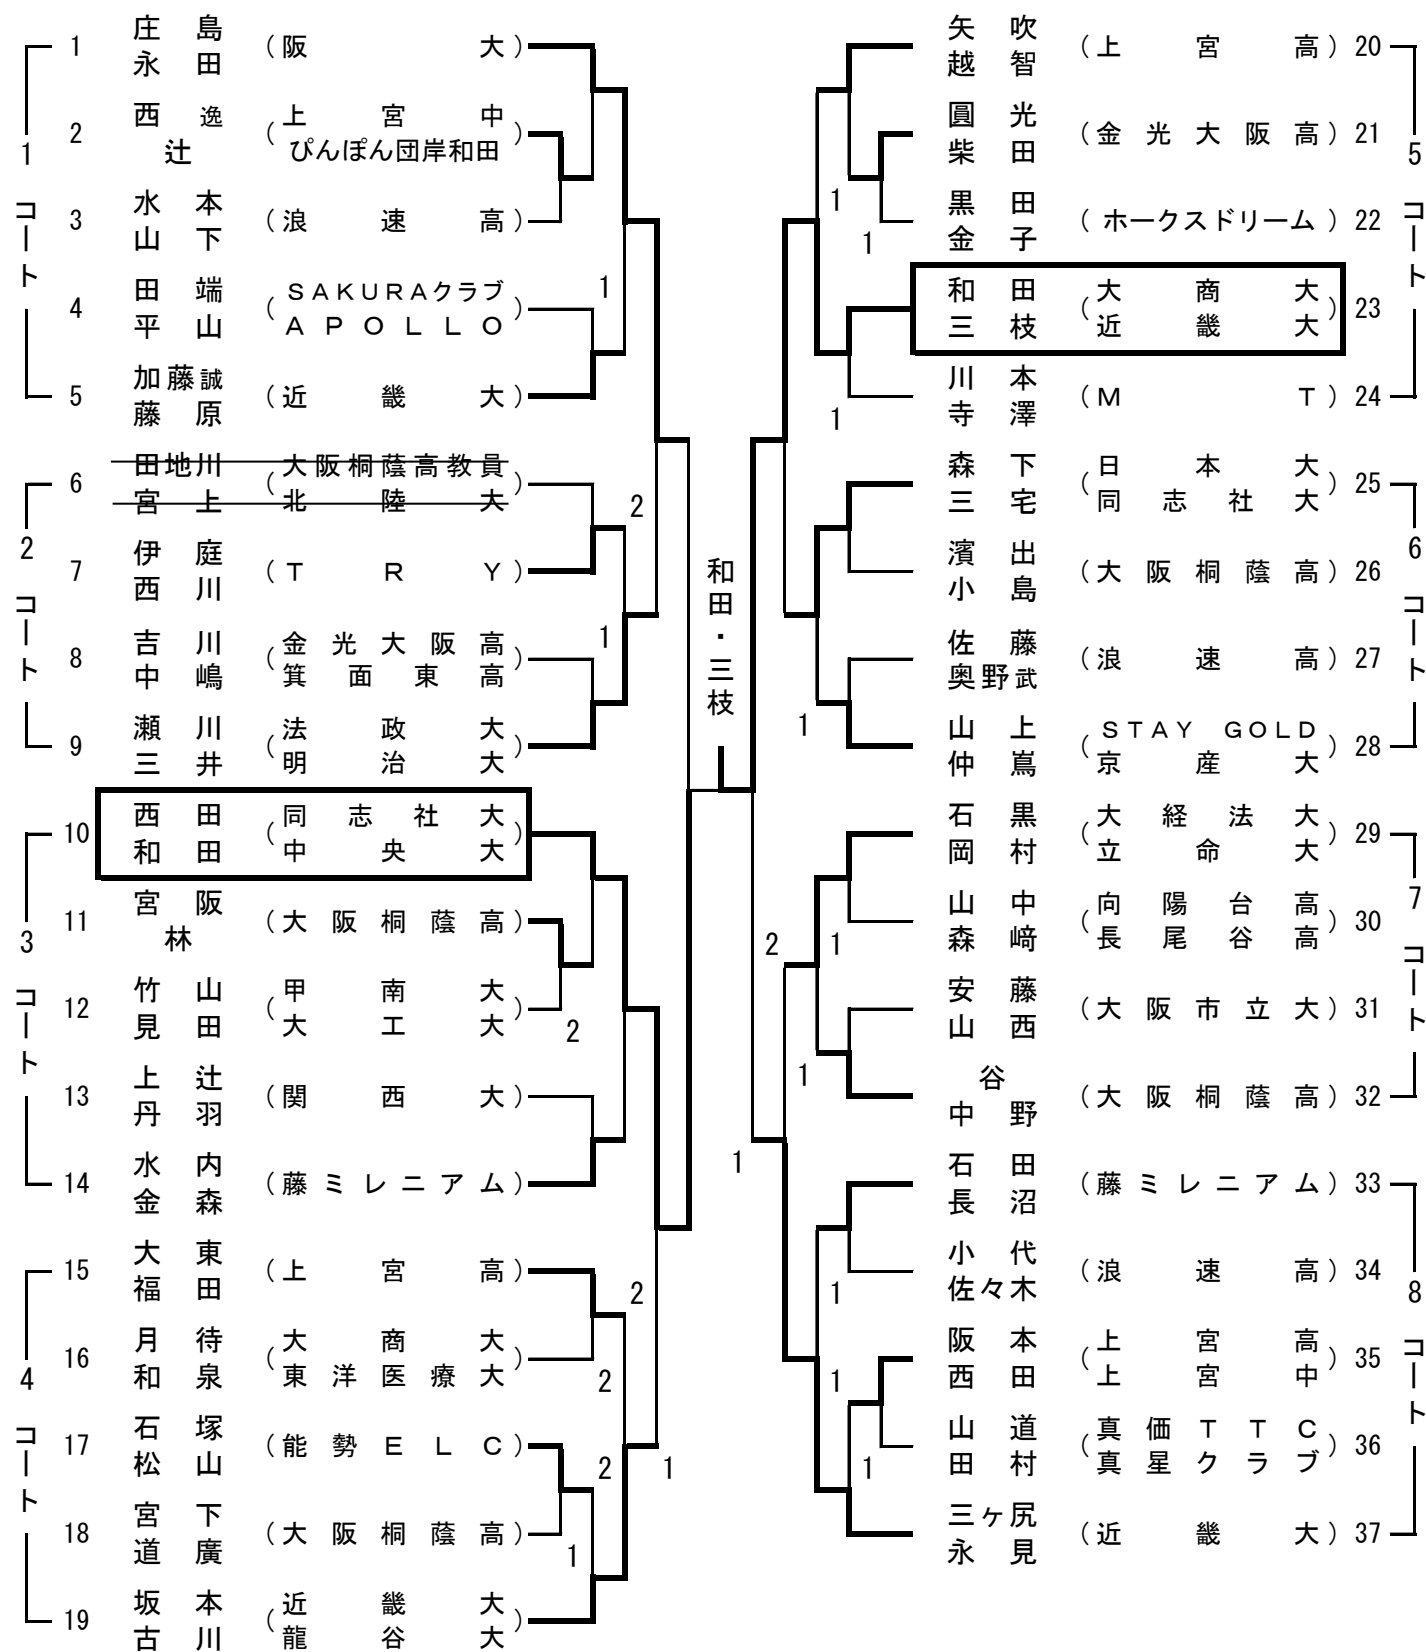 1 庄島 永田 (阪大)
2 西逸 辻 (上宮中 ぴんぽん団岸和田)
3 水本 山下 (浪速高)
4 田端 平山 (SAKURAクラブ APOLLO)
5 加藤誠 藤原 (近畿大)
1コート
6 田地川 宮上 (大阪桐蔭高教員 北陸大)
7 伊庭 西川 (TRY)
8 吉川 中嶋 (金光大阪高 箕面東高)
9 瀬川 三井 (法政大 明治大)
2コート
10 西田 和田 (同志社大 中央大)
11 宮阪 林 (大阪桐蔭高)
12 竹山 見田 (甲南大 大工大)
13 上辻 丹羽 (関西大)
14 水内 金森 (藤ミレニアム)
3コート
15 大東 福田 (上宮高)
16 月待 和泉 (大商大 東洋医療大)
17 石塚 松山 (能勢ELC)
18 宮下 道廣 (大阪桐蔭高)
19 坂本 古川 (近畿大 龍谷大)
4コート
1
2
1
2
2
2
2
1
1
和田・三枝
矢吹 越智 (上宮高) 20
圓光 柴田 (金光大阪高) 21
黒田 金子 (ホークスドリーム) 22
和田 三枝 (大商大 近畿大) 23
川本 寺澤 (MT) 24
5コート
森下 三宅 (日本大 同志社大) 25
濱出 小島 (大阪桐蔭高) 26
佐藤 奥野武 (浪速高) 27
山上 仲嶌 (STAY GOLD 京産大) 28
6コート
石黒 岡村 (大経法大 立命大) 29
山中 森﨑 (向陽台高 長尾谷高) 30
安藤 山西 (大阪市立大) 31
谷 中野 (大阪桐蔭高) 32
7コート
石田 長沼 (藤ミレニアム) 33
小代 佐々木 (浪速高) 34
阪本 西田 (上宮高 上宮中) 35
山道 田村 (真価TTC 真星クラブ) 36
三ヶ尻 永見 (近畿大) 37
8コート
1
1
1
1
2
1
1
1
1
1
1